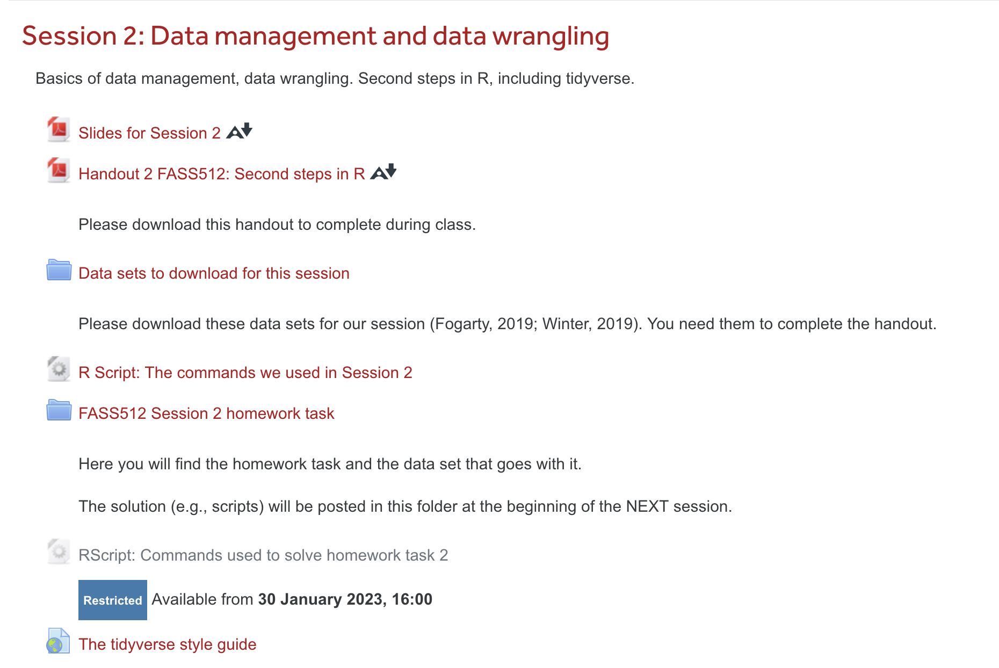 Session 2: Data management and data wrangling
Basics of data management, data wrangling. Second steps in R, including tidyverse.
Slides for Session 2
Handout 2 FASS512: Second steps in R
Please download this handout to complete during class.
Data sets to download for this session
Please download these data sets for our session (Fogarty, 2019; Winter, 2019). You need them to complete the handout.
R Script: The commands we used in Session 2
FASS512 Session 2 homework task
Here you will find the homework task and the data set that goes with it.
The solution (e.g., scripts) will be posted in this folder at the beginning of the NEXT session.
RScript: Commands used to solve homework task 2
Restricted Available from 30 January 2023, 16:00
The tidyverse style guide